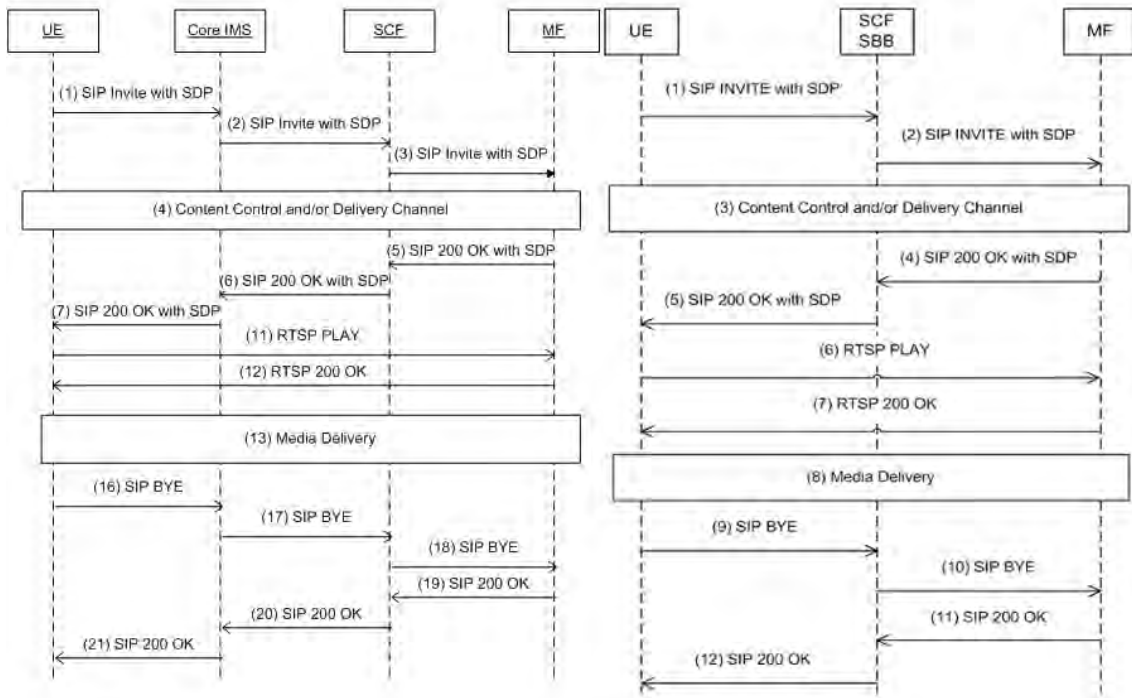 UE
Core IMS
SCF
MF
(1) SIP Invite with SDP
(2) SIP Invite with SDP
(3) SIP Invite with SDP
(4) Content Control and/or Delivery Channel
(5) SIP 200 OK with SDP
(6) SIP 200 OK with SDP
(7) SIP 200 OK with SDP
(11) RTSP PLAY
(12) RTSP 200 OK
(13) Media Delivery
(16) SIP BYE
(17) SIP BYE
(18) SIP BYE
(19) SIP 200 OK
(20) SIP 200 OK
(21) SIP 200 OK
UE
SCF
SBB
MF
(1) SIP INVITE with SDP
(2) SIP INVITE with SDP
(3) Content Control and/or Delivery Channel
(4) SIP 200 OK with SDP
(5) SIP 200 OK with SDP
(6) RTSP PLAY
(7) RTSP 200 OK
(8) Media Delivery
(9) SIP BYE
(10) SIP BYE
(11) SIP 200 OK
(12) SIP 200 OK